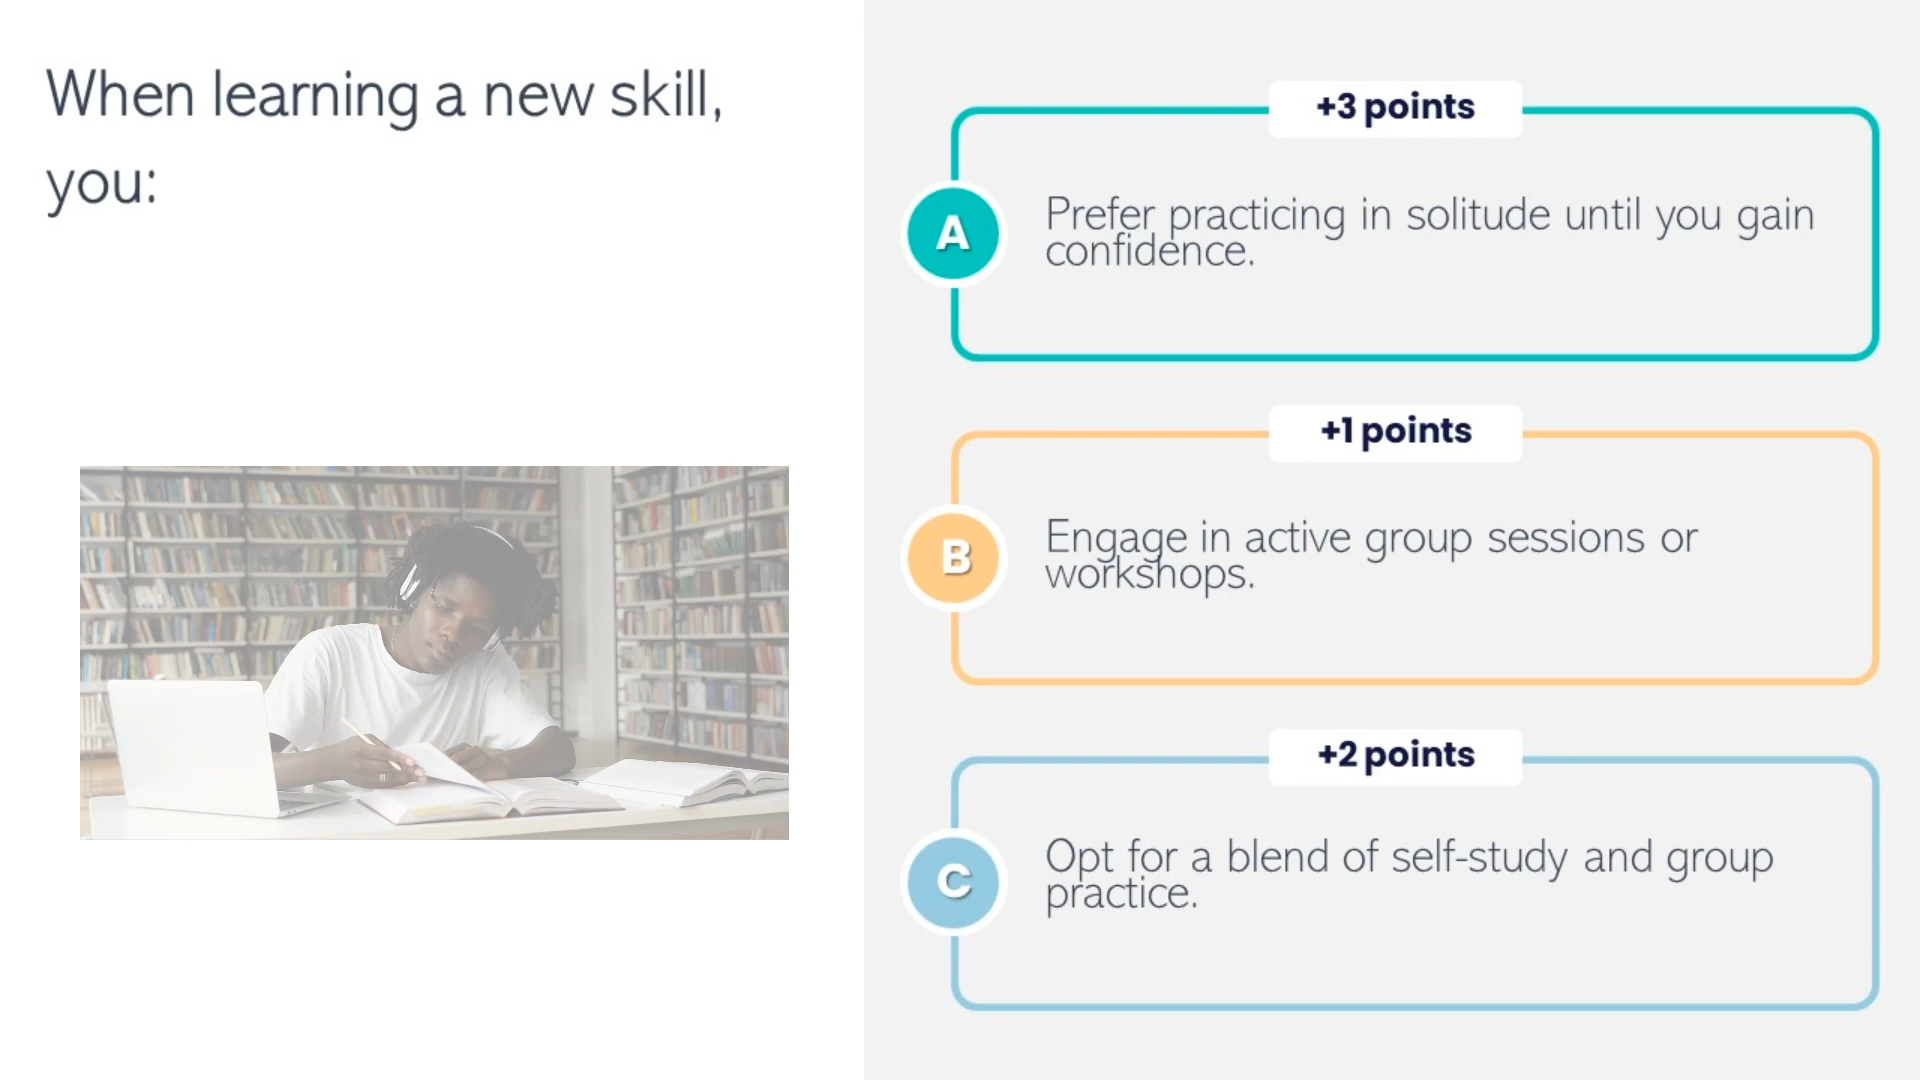 When learning a new skill,
you:
+3 points
A
Prefer practicing in solitude until you gain
confidence.
+1 points
B
Engage in active group sessions or
workshops.
+2 points
C
Opt for a blend of self-study and group
practice.